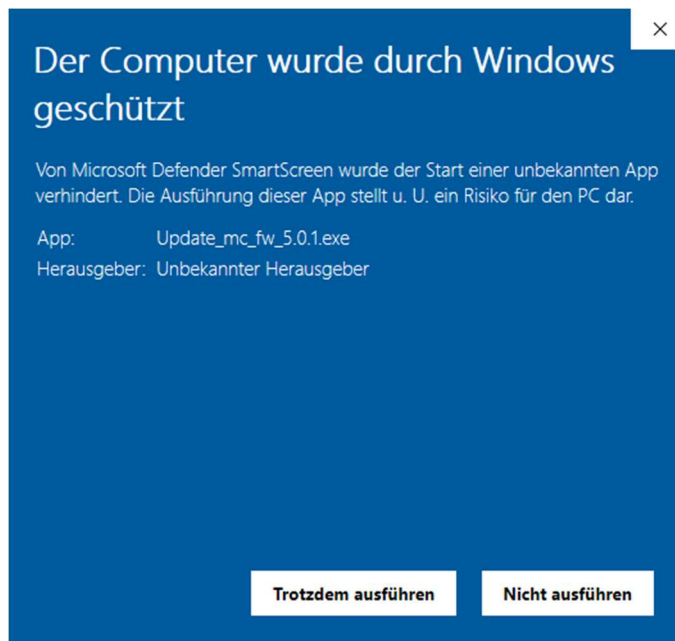 Der Computer wurde durch Windows
geschützt
Von Microsoft Defender SmartScreen wurde der Start einer unbekannten App
verhindert. Die Ausführung dieser App stellt u. U. ein Risiko für den PC dar.
App: Update_mc_fw_5.0.1.exe
Herausgeber: Unbekannter Herausgeber
Trotzdem ausführen Nicht ausführen